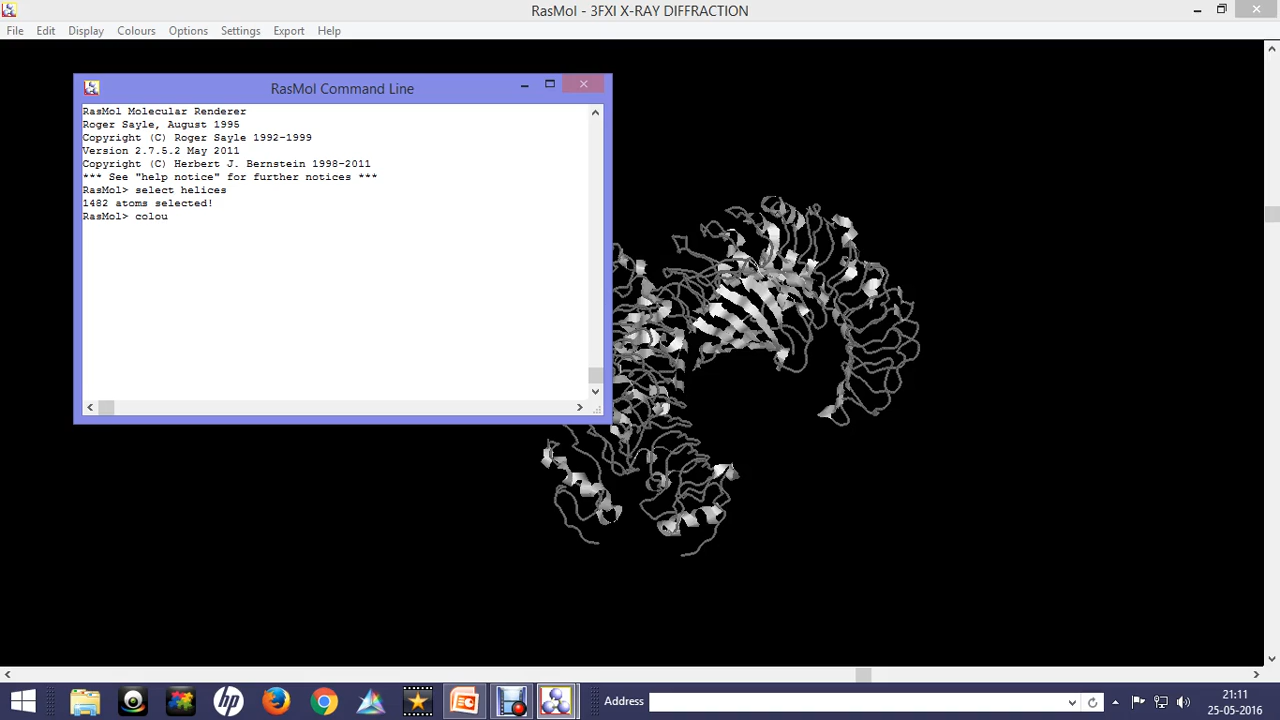 RasMol - 3FXI X-RAY DIFFRACTION
File Edit Display Colours Options Settings Export Help
RasMol Command Line
RasMol Molecular Renderer
Roger Sayle, August 1995
Copyright (C) Roger Sayle 1992-1999
Version 2.7.5.2 May 2011
Copyright (C) Herbert J. Bernstein 1998-2011
*** See "help notice" for further notices ***
RasMol> select helices
1482 atoms selected!
RasMol> colou
hp
Address
21:11
25-05-2016